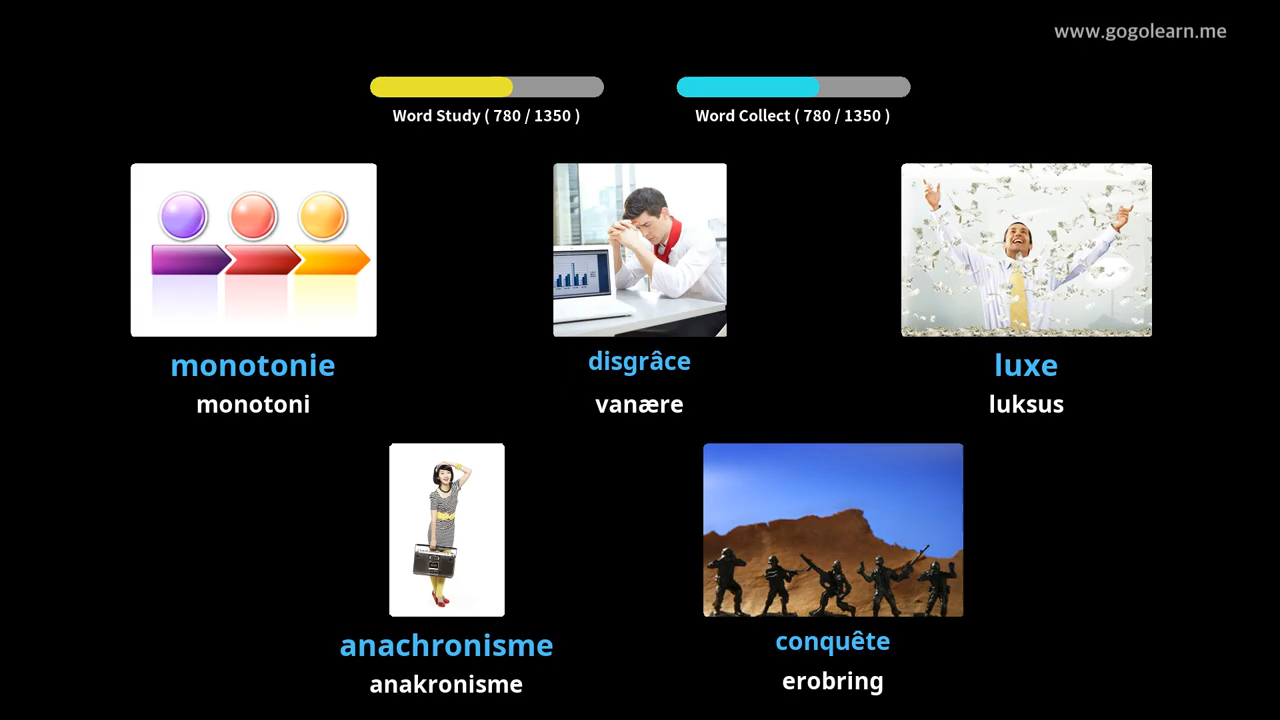 www.gogolearn.me
Word Study ( 780 / 1350 )
Word Collect ( 780 / 1350 )
monotonie
monotoni
disgrâce
vanære
luxe
luksus
anachronisme
anakronisme
conquête
erobring